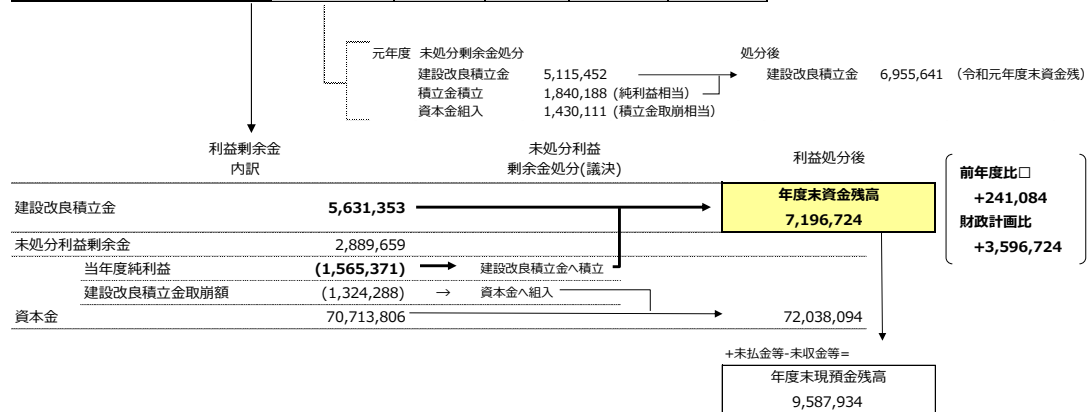 元年度 未処分剰余金処分 処分後
建設改良積立金 5,115,452 建設改良積立金 6,955,641 (令和元年度末資金残)
積立金積立 1,840,188 (純利益相当)
資本金組入 1,430,111 (積立金取崩相当)
利益剰余金
内訳
未処分利益
剰余金処分(議決)
利益処分後
前年度比□
+241,084
財政計画比
+3,596,724
建設改良積立金 5,631,353
年度末資金残高
7,196,724
未処分利益剰余金 2,889,659
当年度純利益 (1,565,371) 建設改良積立金へ積立
建設改良積立金取崩額 (1,324,288) → 資本金へ組入
資本金 70,713,806 72,038,094
+未払金等-未収金等=
年度末現預金残高
9,587,934